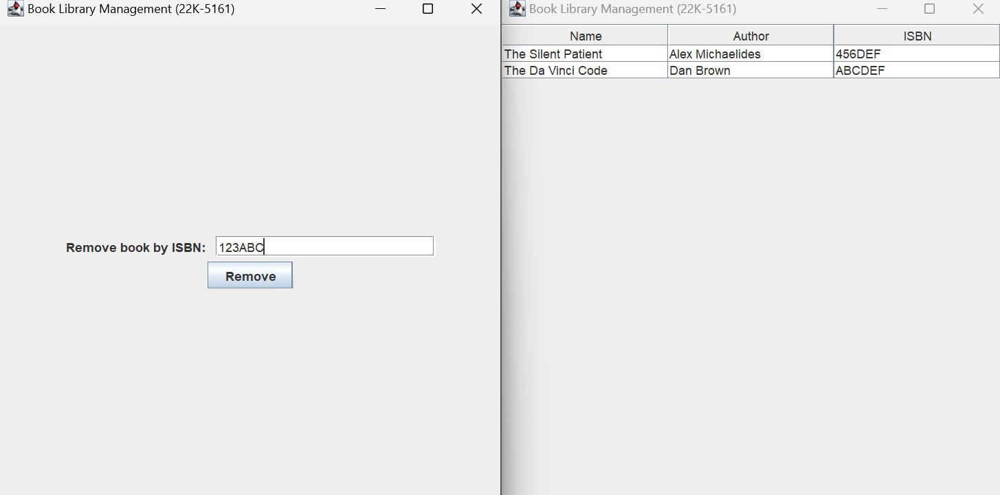 Book Library Management (22K-5161)
Remove book by ISBN: 123ABC
Remove
Book Library Management (22K-5161)
Name Author ISBN
The Silent Patient Alex Michaelides 456DEF
The Da Vinci Code Dan Brown ABCDEF